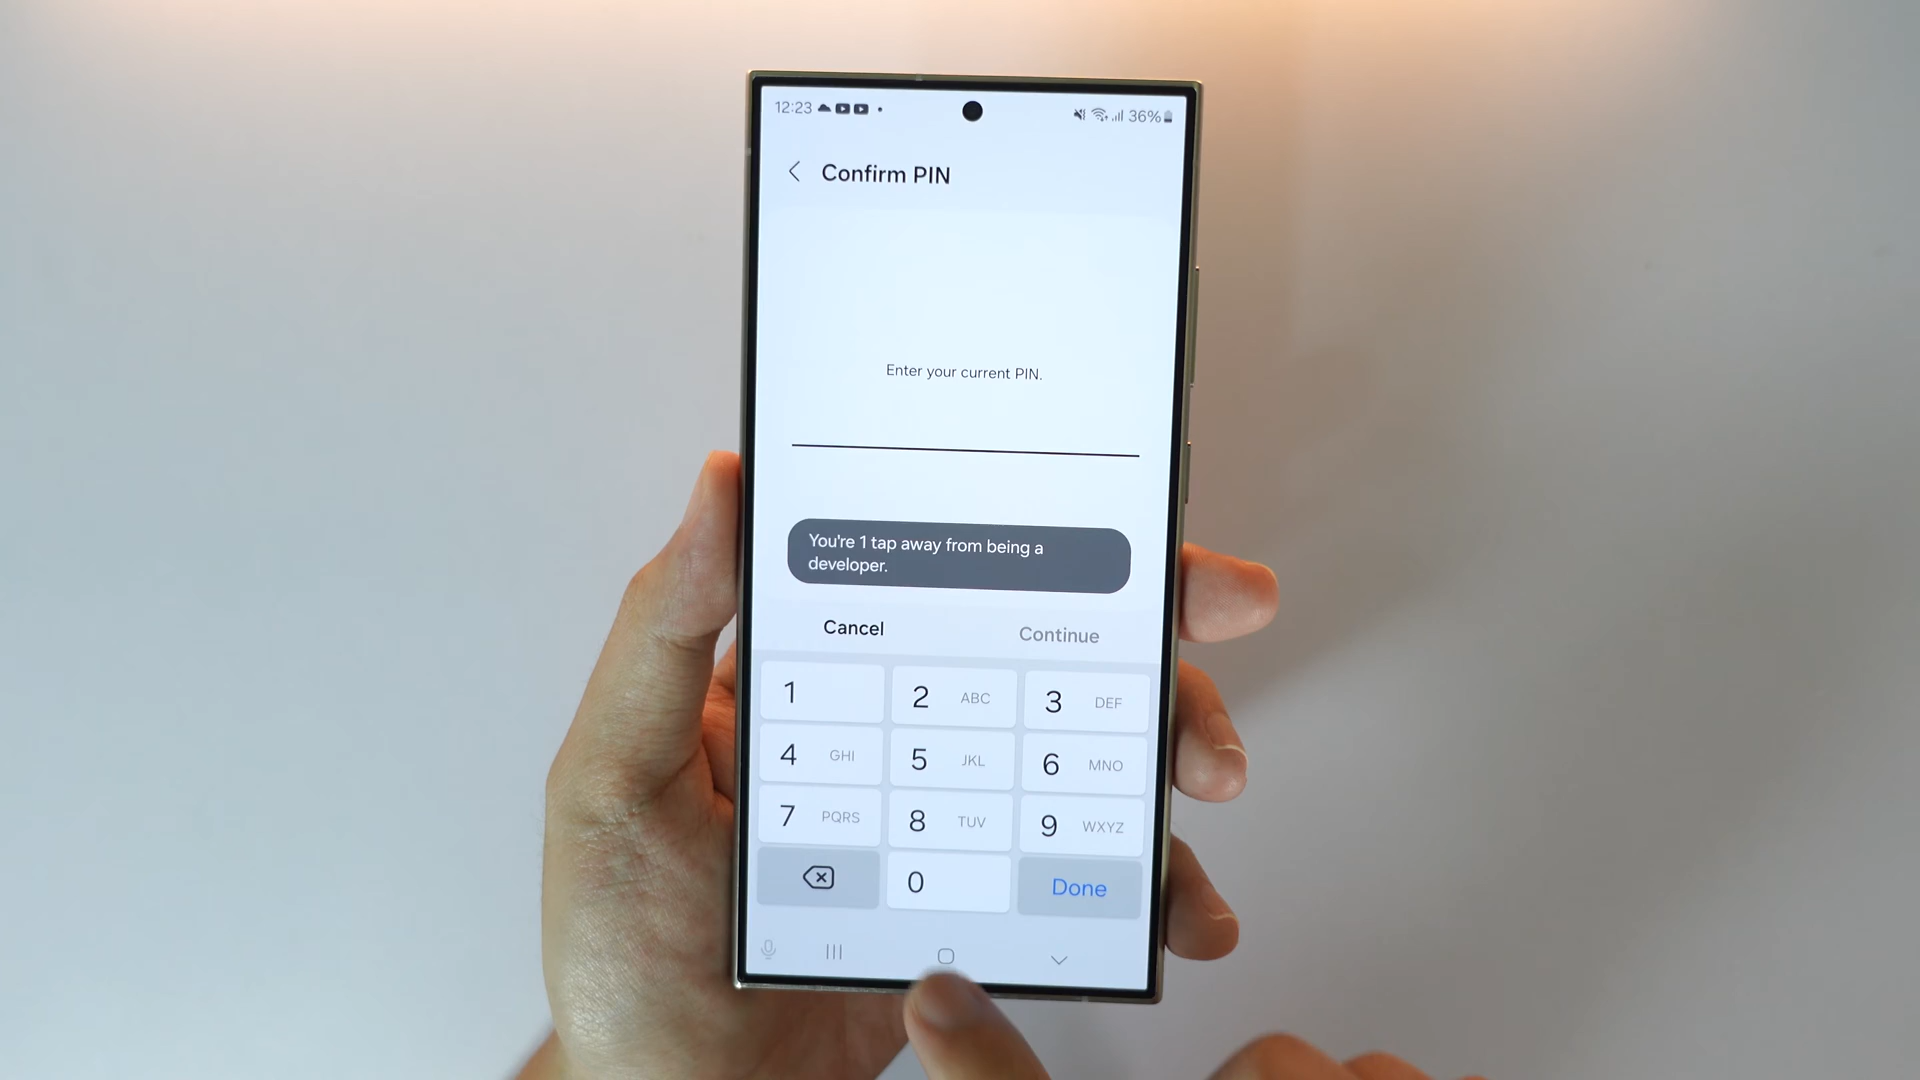 12:23
36%
Confirm PIN
Enter your current PIN.
You're 1 tap away from being a
developer.
Cancel
Continue
1
2 ABC
3 DEF
4 GHI
5 JKL
6 MNO
7 PQRS
8 TUV
9 WXYZ
0
Done